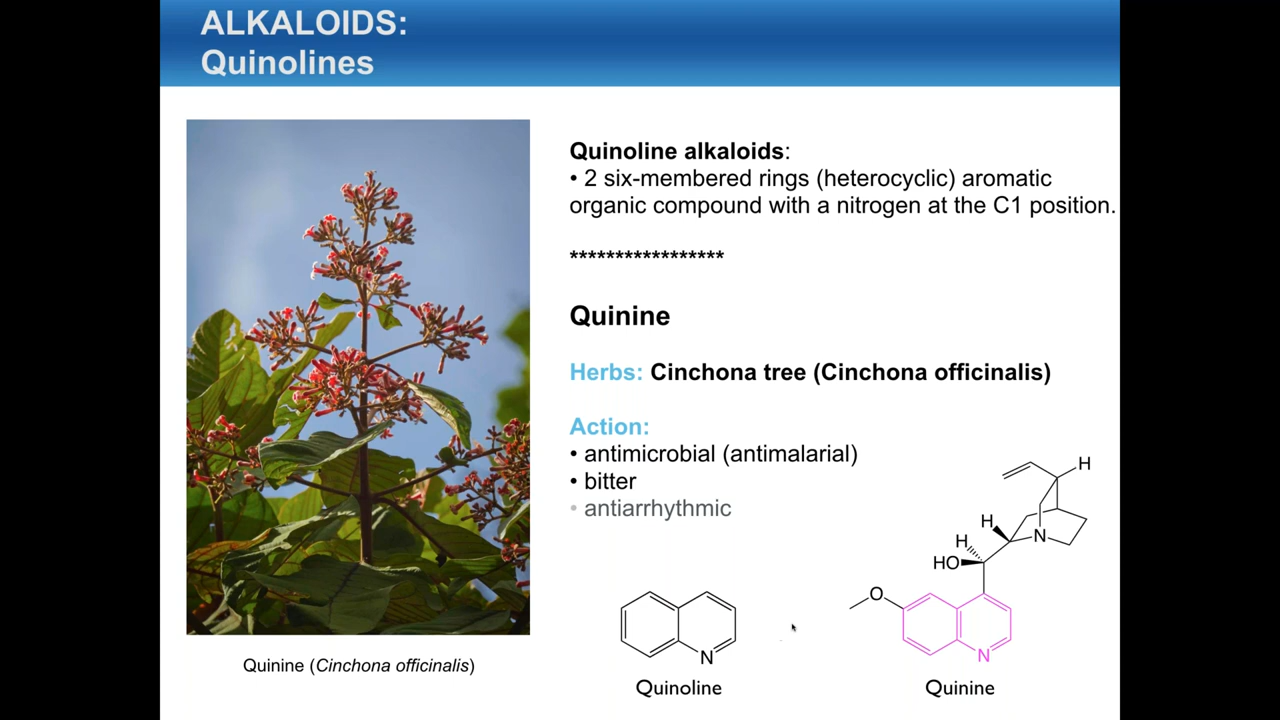 ALKALOIDS:
Quinolines
Quinoline alkaloids:
• 2 six-membered rings (heterocyclic) aromatic
organic compound with a nitrogen at the C1 position.
*****************
Quinine
Herbs: Cinchona tree (Cinchona officinalis)
Action:
• antimicrobial (antimalarial)
• bitter
• antiarrhythmic
H
H
N
H
HO
O
N
N
Quinoline
Quinine
Quinine (Cinchona officinalis)